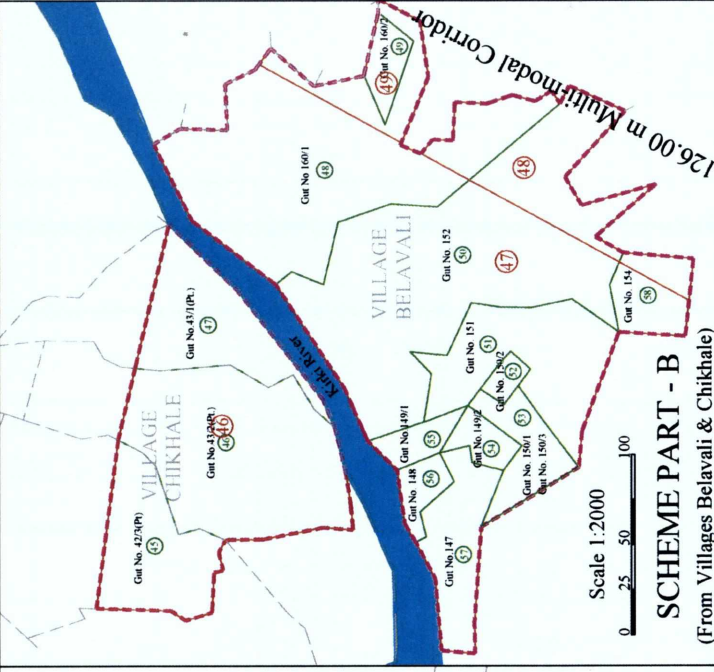 126.00 m Multi-modal Corridor
Gut No. 160/2
49
49
Gut No 160/1
48
48
VILLAGE
BELAVALI
Gut No. 152
50
47
Gut No. 154
58
Gut No.43/1(Pt.)
47
Kirki River
VILLAGE
CHIKHALE
Gut No.43/2(Pt.)
46
46
Gut No. 42/3(Pt)
45
Gut No. 151
51
Gut No. 150/2
52
Gut No.149/1
55
Gut No.149/2
54
53
Gut No. 150/1
Gut No. 150/3
Gut No. 148
56
Gut No.147
57
Scale 1:2000
0 25 50 100
SCHEME PART - B
(From Villages Belavali & Chikhale)